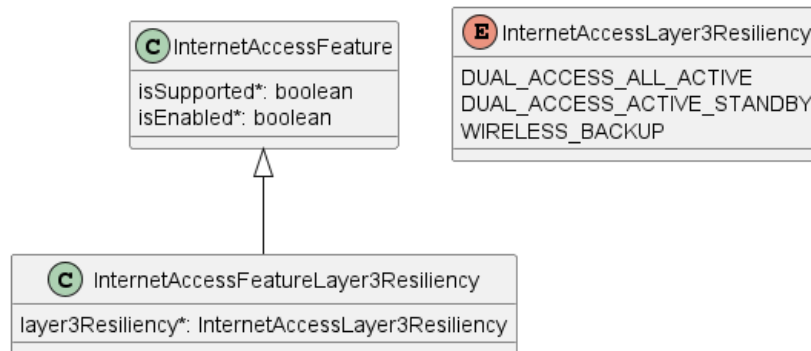 C InternetAccessFeature
isSupported*: boolean
isEnabled*: boolean
E InternetAccessLayer3Resiliency
DUAL_ACCESS_ALL_ACTIVE
DUAL_ACCESS_ACTIVE_STANDBY
WIRELESS_BACKUP
C InternetAccessFeatureLayer3Resiliency
layer3Resiliency*: InternetAccessLayer3Resiliency